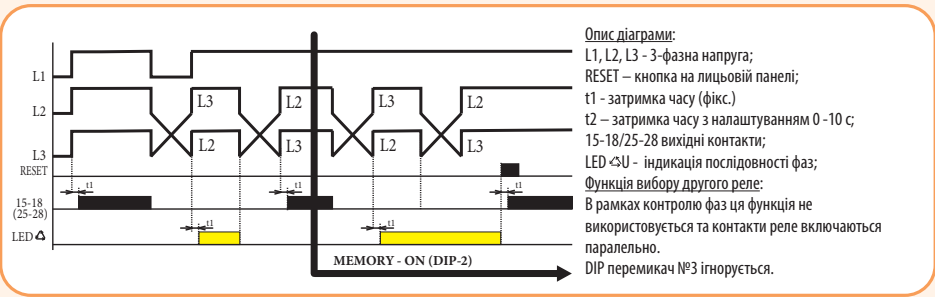 L1
L2
L3
RESET
15-18
(25-28)
LED
L3
L2
L3
L2
L2
L3
L2
L3
t1
t1
t1
t1
t1
MEMORY - ON (DIP-2)
Опис діаграми:
L1, L2, L3 - 3-фазна напруга;
RESET – кнопка на лицьовій панелі;
t1 - затримка часу (фікс.)
t2 – затримка часу з налаштуванням 0 -10 с;
15-18/25-28 вихідні контакти;
LED U - індикація послідовності фаз;
Функція вибору другого реле:
В рамках контролю фаз ця функція не
використовується та контакти реле включаються
паралельно.
DIP перемикач №3 ігнорується.